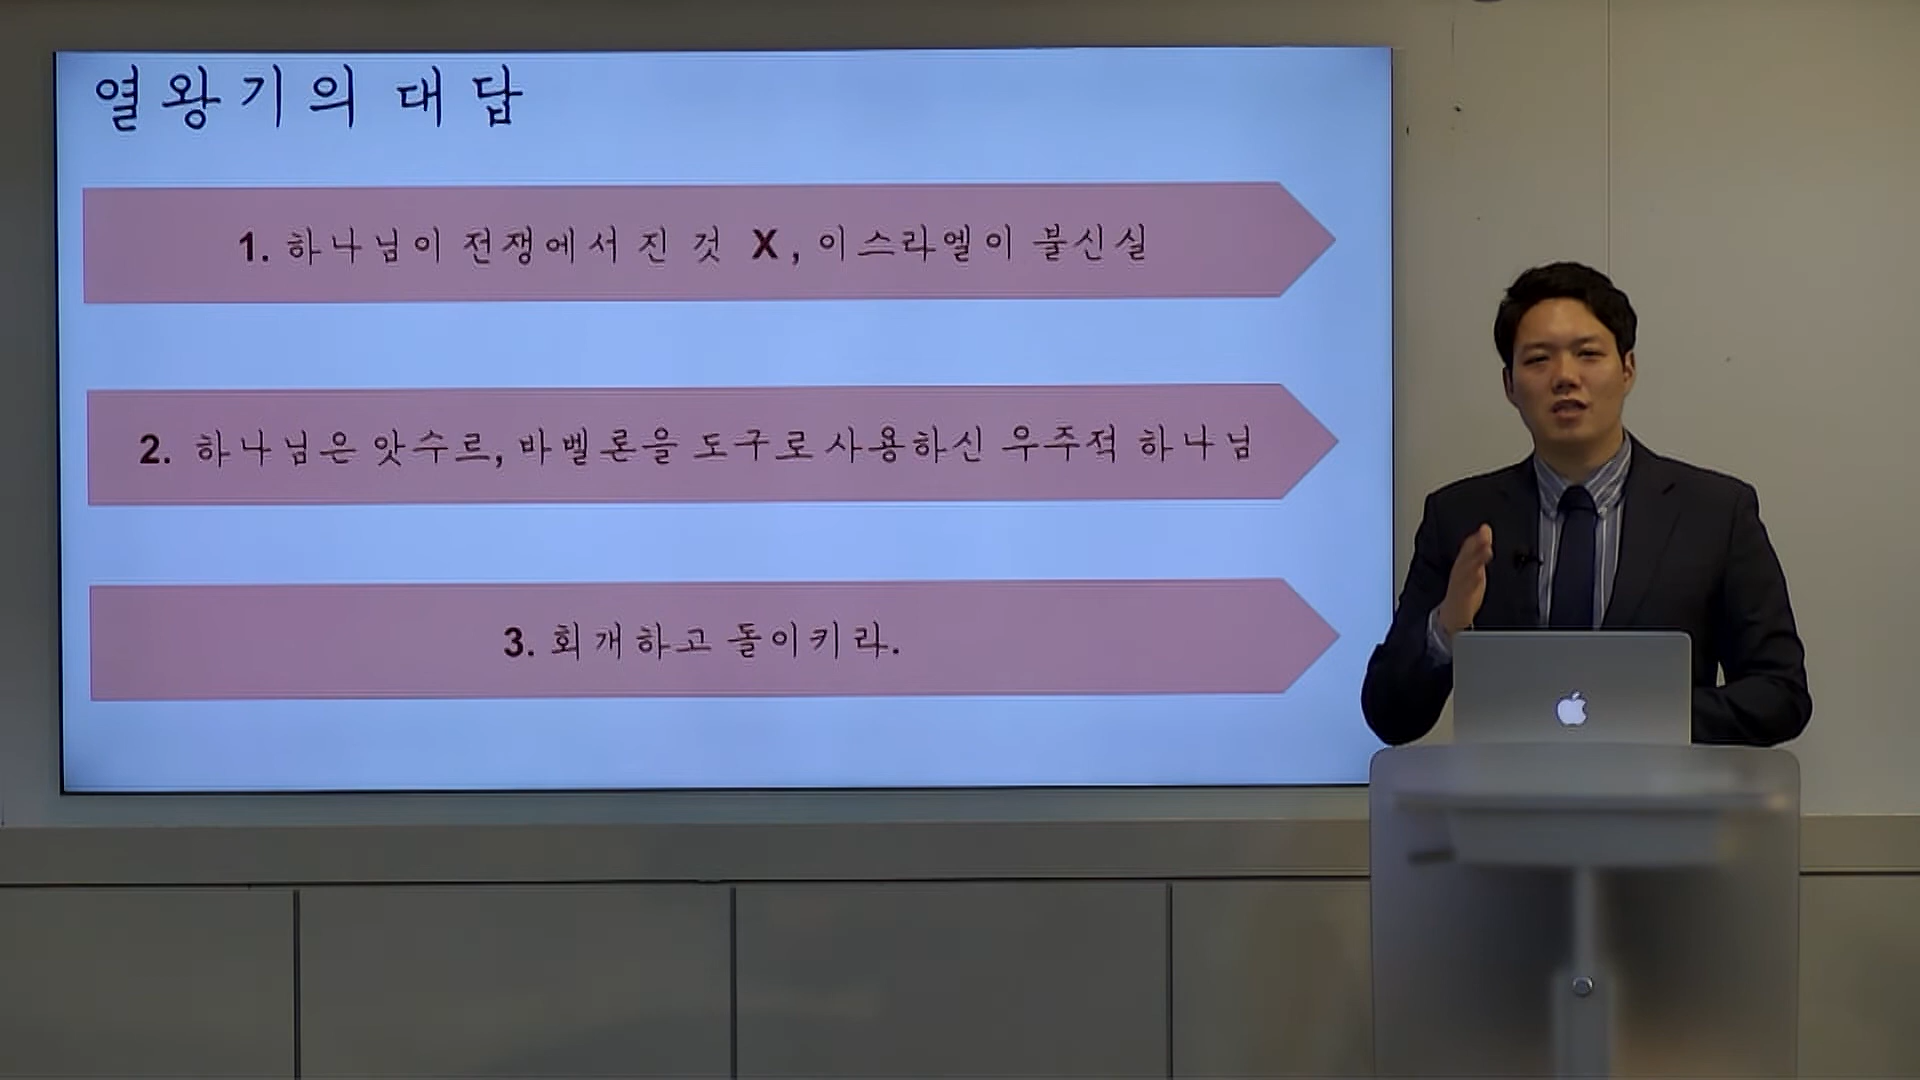 열왕기의 대답
1. 하나님이 전쟁에서 진 것 X, 이스라엘이 불신실
2. 하나님은 앗수르, 바벨론을 도구로 사용하신 우주적 하나님
3. 회개하고 돌이키라.